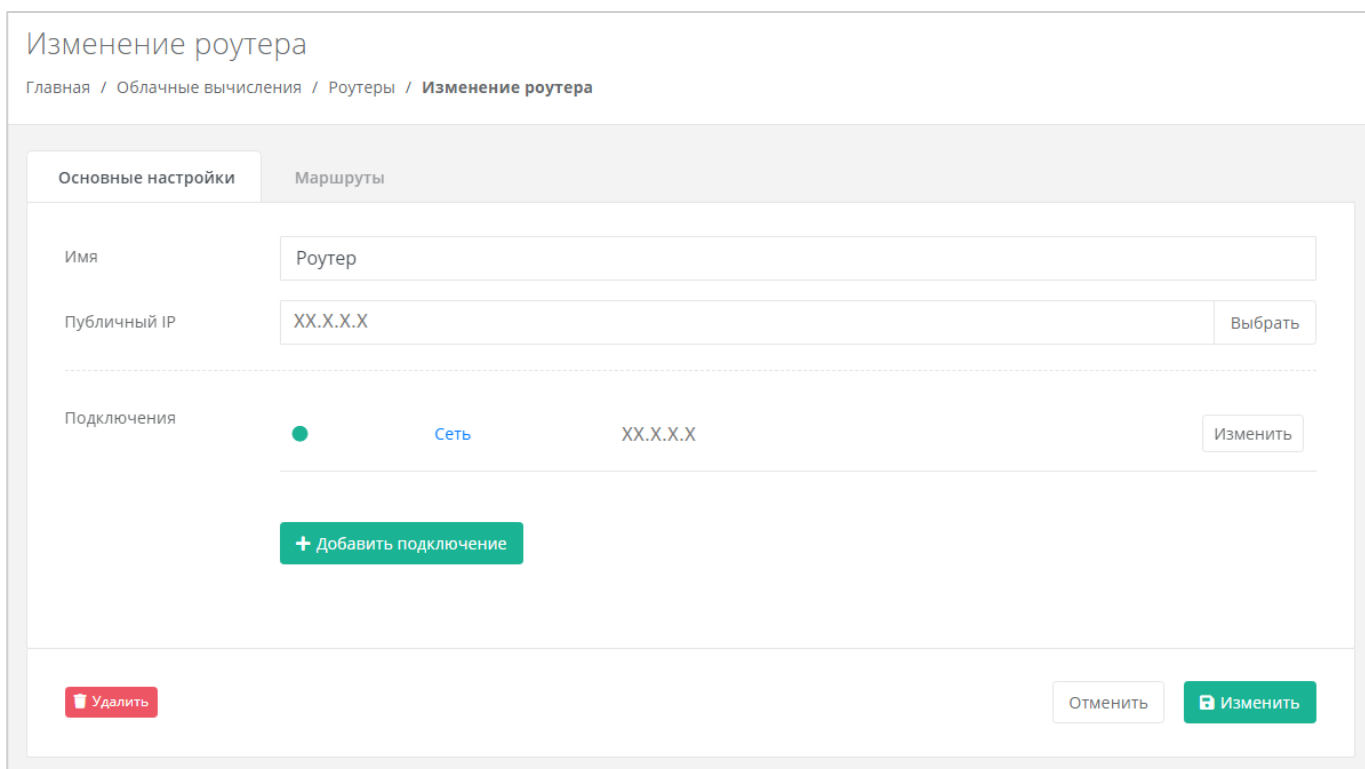 Изменение роутера
Главная / Облачные вычисления / Роутеры / Изменение роутера
Основные настройки Маршруты
Имя Роутер
Публичный IP XX.X.X.X Выбрать
Подключения
Сеть XX.X.X.X Изменить
+ Добавить подключение
Удалить Отменить Изменить